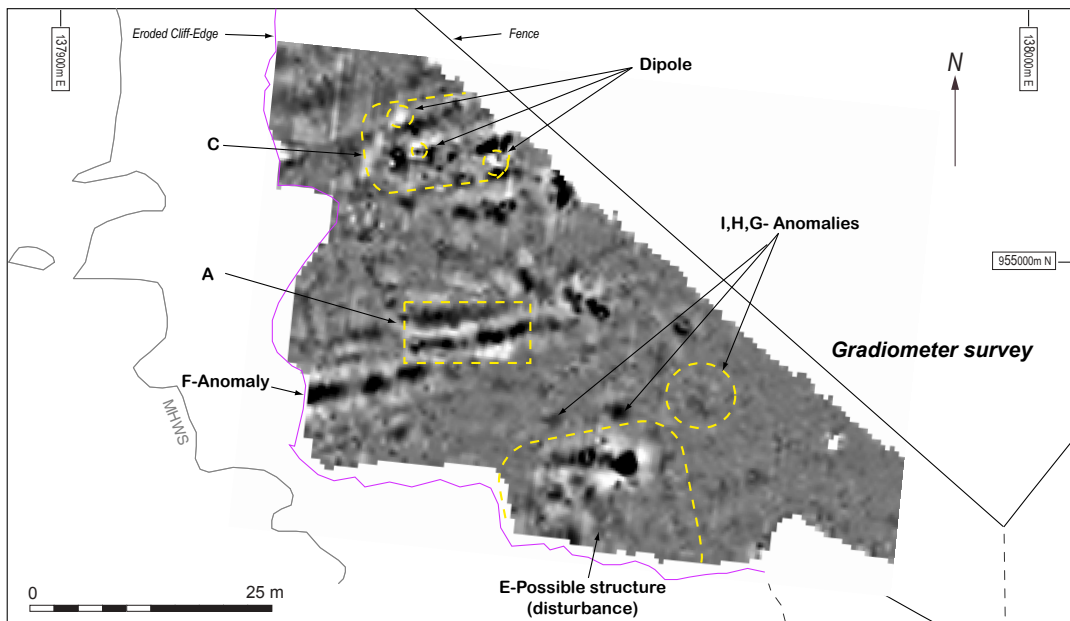 137900m E
Eroded Cliff-Edge
Fence
138000m E
N
Dipole
C
I,H,G- Anomalies
955000m N
A
Gradiometer survey
F-Anomaly
MHWS
0
25 m
E-Possible structure
(disturbance)